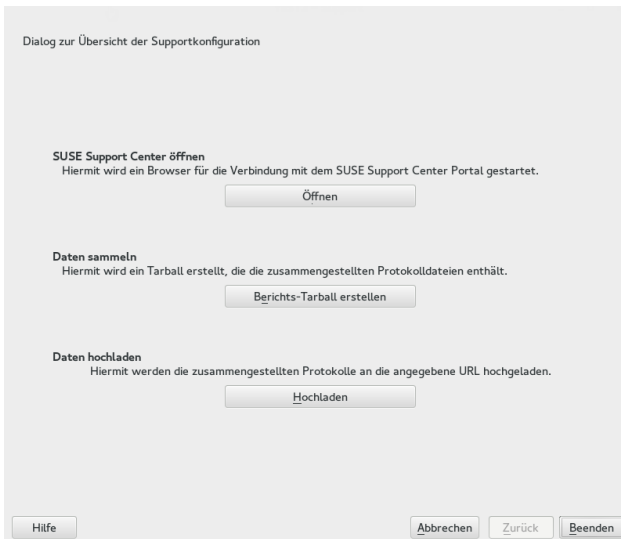 Dialog zur Übersicht der Supportkonfiguration
SUSE Support Center öffnen
Hiermit wird ein Browser für die Verbindung mit dem SUSE Support Center Portal gestartet.
Öffnen
Daten sammeln
Hiermit wird ein Tarball erstellt, die die zusammengestellten Protokolldateien enthält.
Berichts-Tarball erstellen
Daten hochladen
Hiermit werden die zusammengestellten Protokolle an die angegebene URL hochgeladen.
Hochladen
Hilfe Abbrechen Zurück Beenden